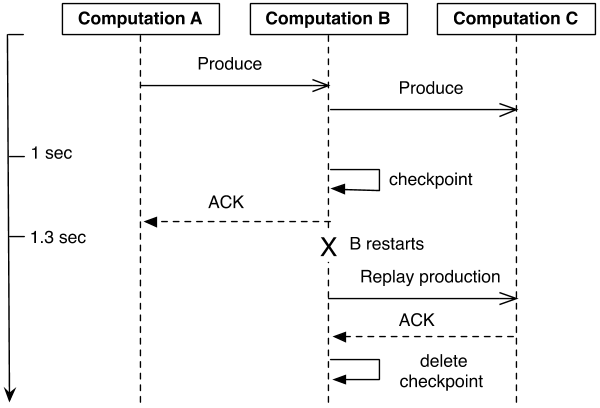 Computation A
Computation B
Computation C
Produce
Produce
1 sec
checkpoint
ACK
1.3 sec
X
B restarts
Replay production
ACK
delete
checkpoint